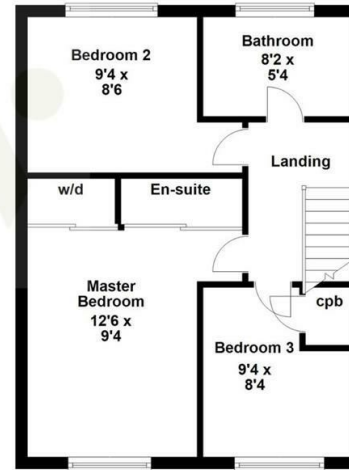 Bedroom 2
9'4 x
8'6
Bathroom
8'2 x
5'4
Landing
w/d
En-suite
Master
Bedroom
12'6 x
9'4
cpb
Bedroom 3
9'4 x
8'4